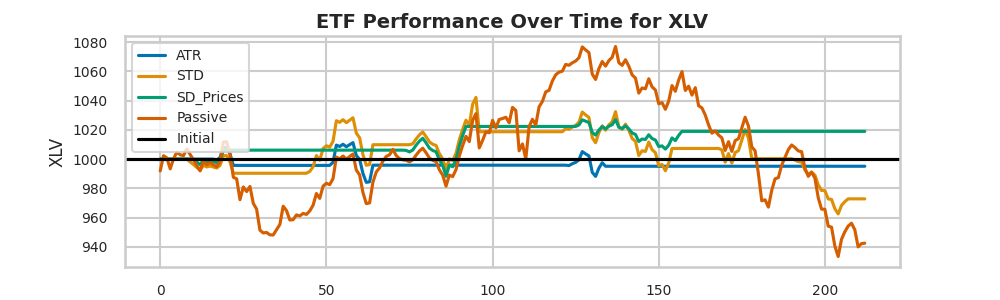 ETF Performance Over Time for XLV
XLV
1080
1060
1040
1020
1000
980
960
940
ATR
STD
SD_Prices
Passive
Initial
0
50
100
150
200